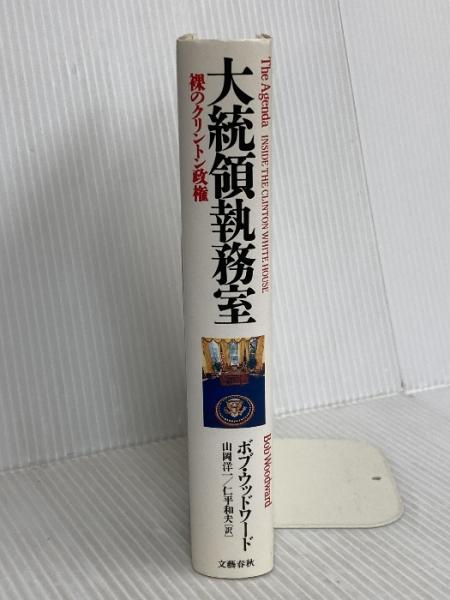 The Agenda INSIDE THE CLINTON WHITE HOUSE
大統領執務室
裸のクリントン政権
Bob Woodward
ボブ・ウッドワード
山岡洋一／仁平和夫[訳]
文藝春秋